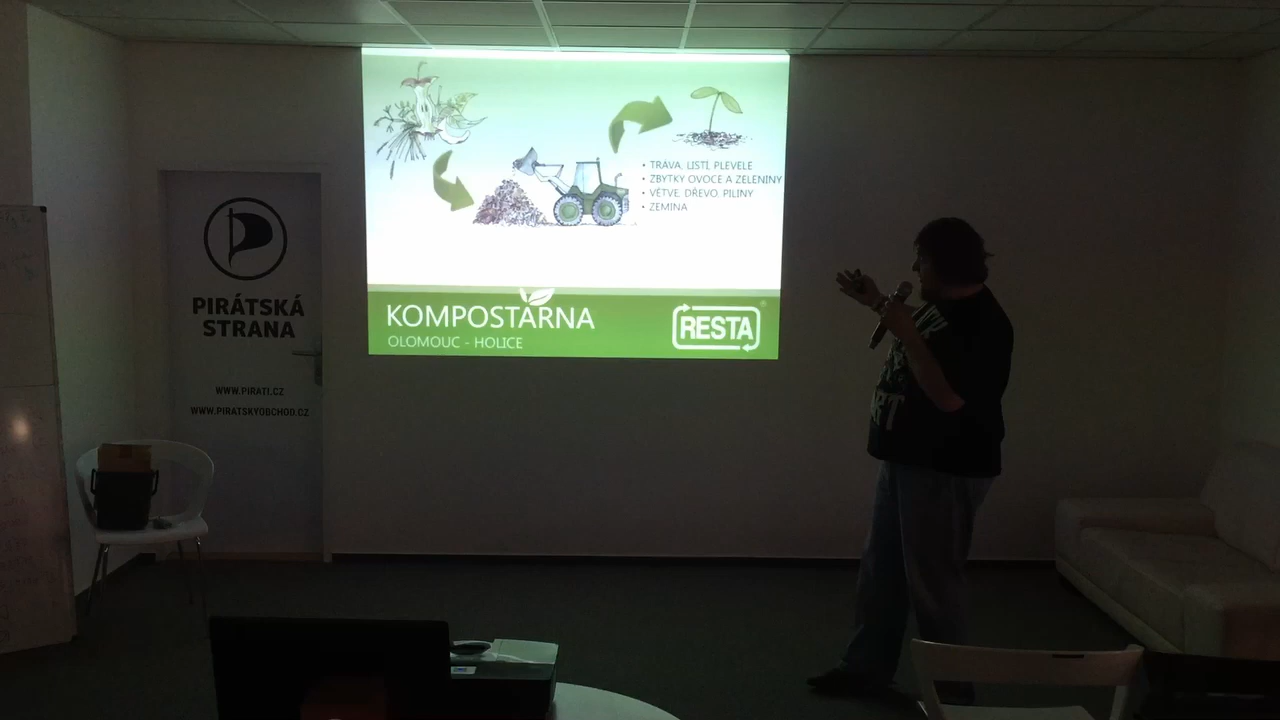 PIRÁTSKÁ
STRANA
WWW.PIRATI.CZ
WWW.PIRATSKYOBCHOD.CZ
• TRÁVA, LISTÍ, PLEVELE
• ZBYTKY OVOCE A ZELENINY
• VĚTVE, DŘEVO, PILINY
• ZEMINA
KOMPOSTÁRNA
OLOMOUC - HOLICE
RESTA®